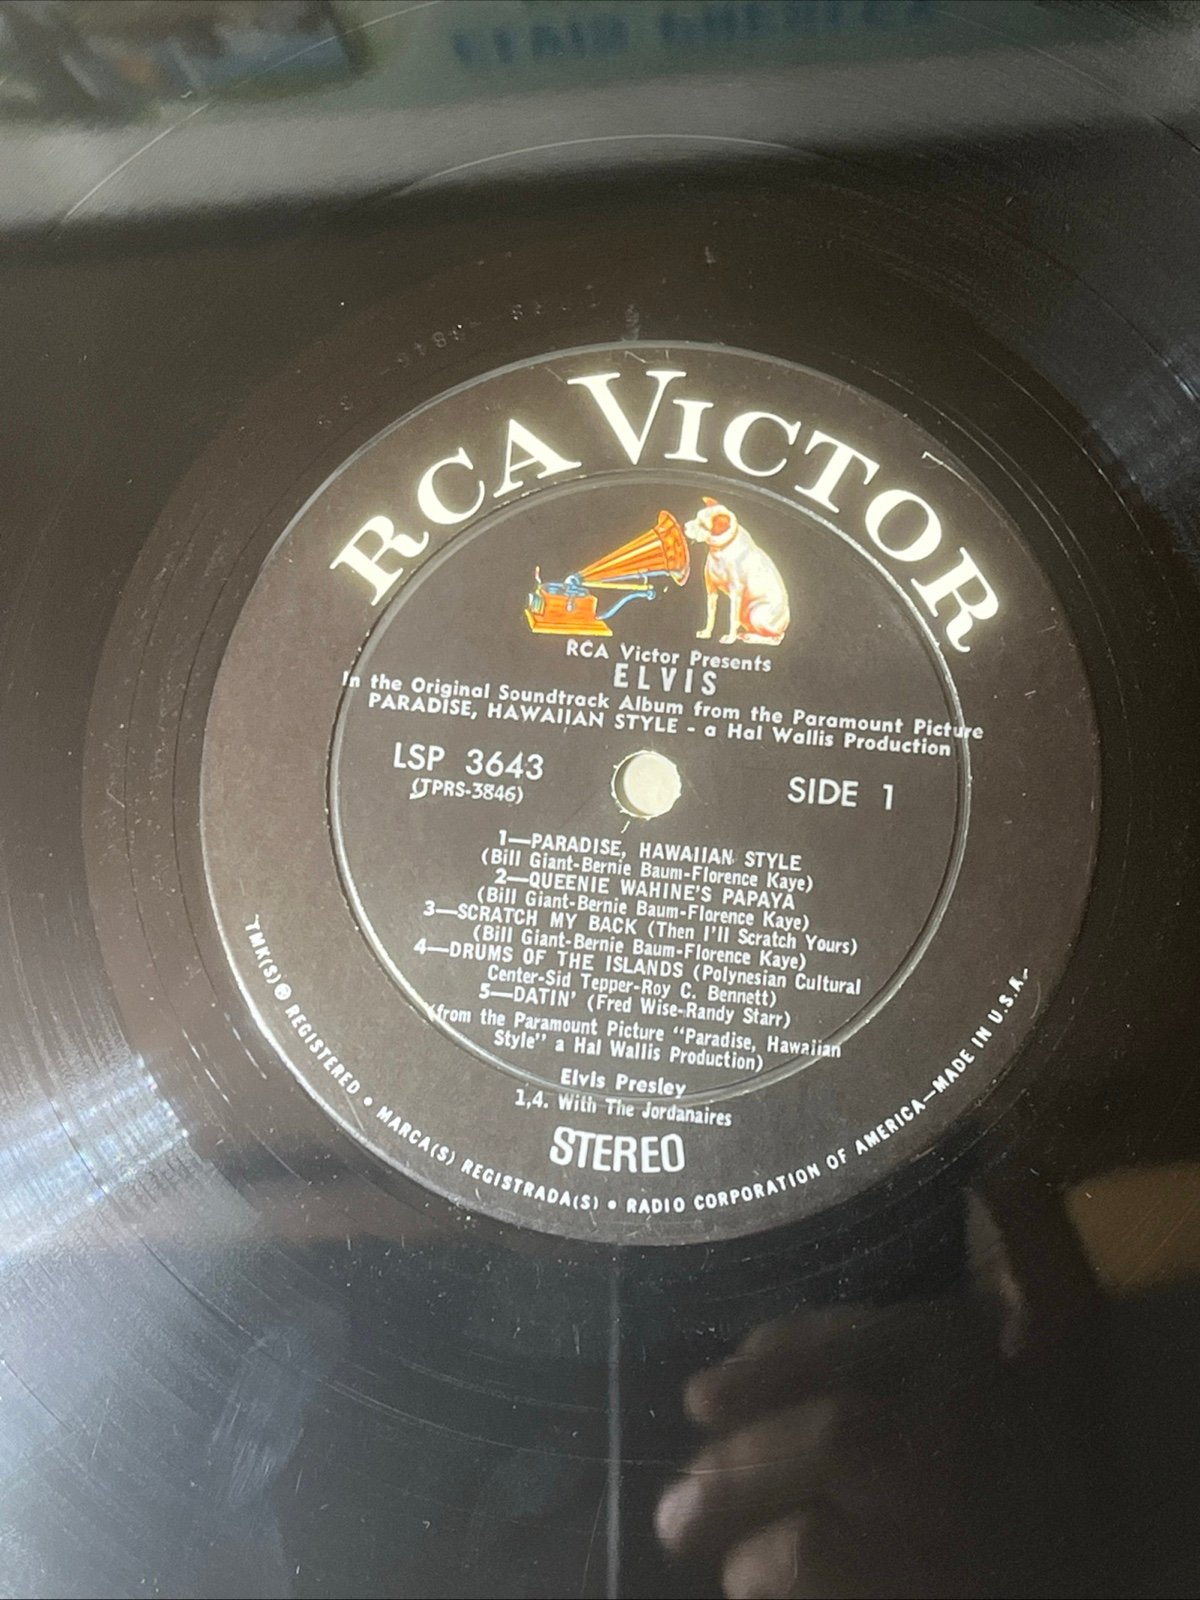 RCA VICTOR
RCA Victor Presents
ELVIS
In the Original Soundtrack Album from the Paramount Picture
PARADISE, HAWAIIAN STYLE - a Hal Wallis Production
LSP 3643
(TPRS-3846)
SIDE 1
1—PARADISE, HAWAIIAN STYLE
(Bill Giant-Bernie Baum-Florence Kaye)
2—QUEENIE WAHINE'S PAPAYA
(Bill Giant-Bernie Baum-Florence Kaye)
3—SCRATCH MY BACK (Then I'll Scratch Yours)
(Bill Giant-Bernie Baum-Florence Kaye)
4—DRUMS OF THE ISLANDS (Polynesian Cultural
Center-Sid Tepper-Roy C. Bennett)
5—DATIN' (Fred Wise-Randy Starr)
(from the Paramount Picture "Paradise, Hawaiian
Style" a Hal Wallis Production)
Elvis Presley
1,4. With The Jordanaires
STEREO
TMK(S) ® REGISTERED • MARCA(S) REGISTRADA(S) • RADIO CORPORATION OF AMERICA—MADE IN U.S.A.